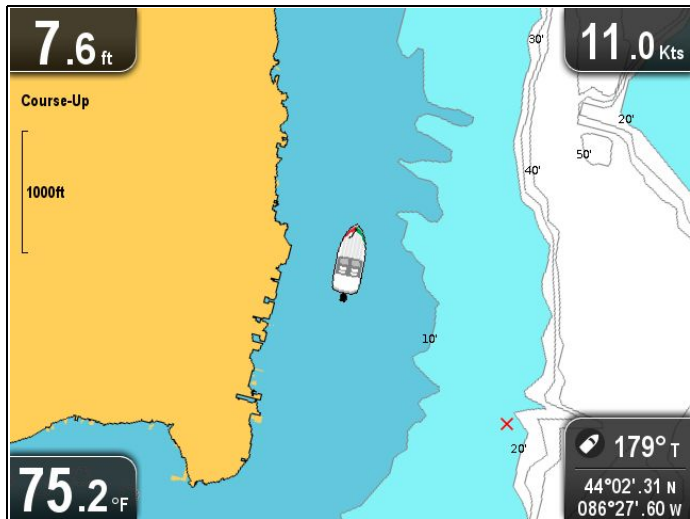 7.6 ft
11.0 Kts
Course-Up
1000ft
30'
20'
50'
40'
10'
20'
75.2°F
179° T
44°02'.31 N
086°27'.60 W